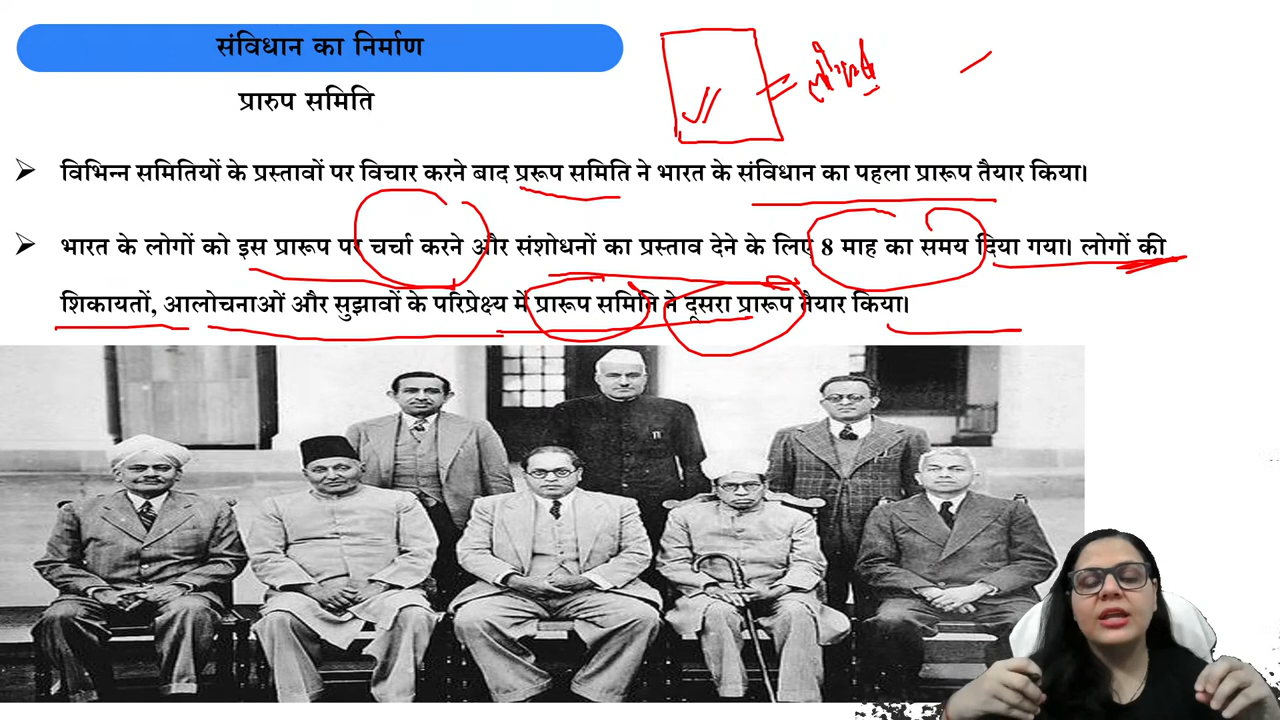 संविधान का निर्माण
प्रारुप समिति
विभिन्न समितियों के प्रस्तावों पर विचार करने बाद प्ररूप समिति ने भारत के संविधान का पहला प्रारूप तैयार किया।
भारत के लोगों को इस प्रारूप पर चर्चा करने और संशोधनों का प्रस्ताव देने के लिए 8 माह का समय दिया गया। लोगों की
शिकायतों, आलोचनाओं और सुझावों के परिप्रेक्ष्य में प्रारूप समिति ने दूसरा प्रारूप तैयार किया।